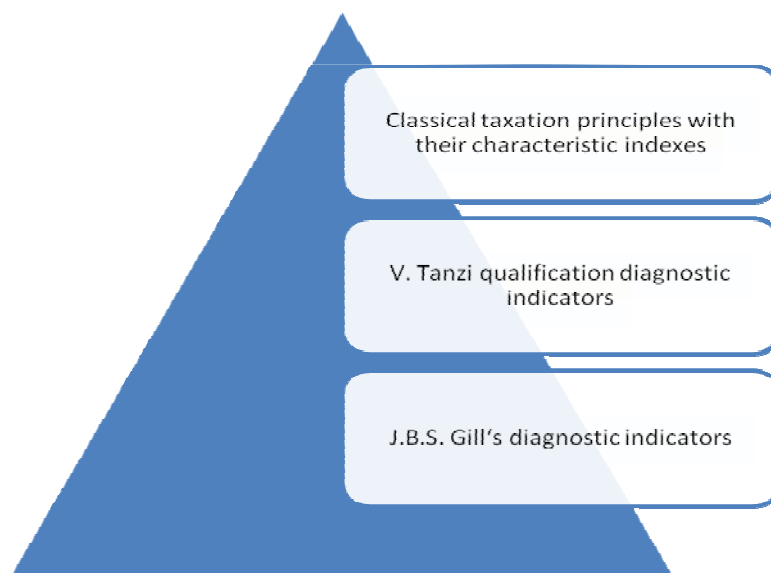 Classical taxation principles with
their characteristic indexes
V. Tanzi qualification diagnostic
indicators
J.B.S. Gill‘s diagnostic indicators